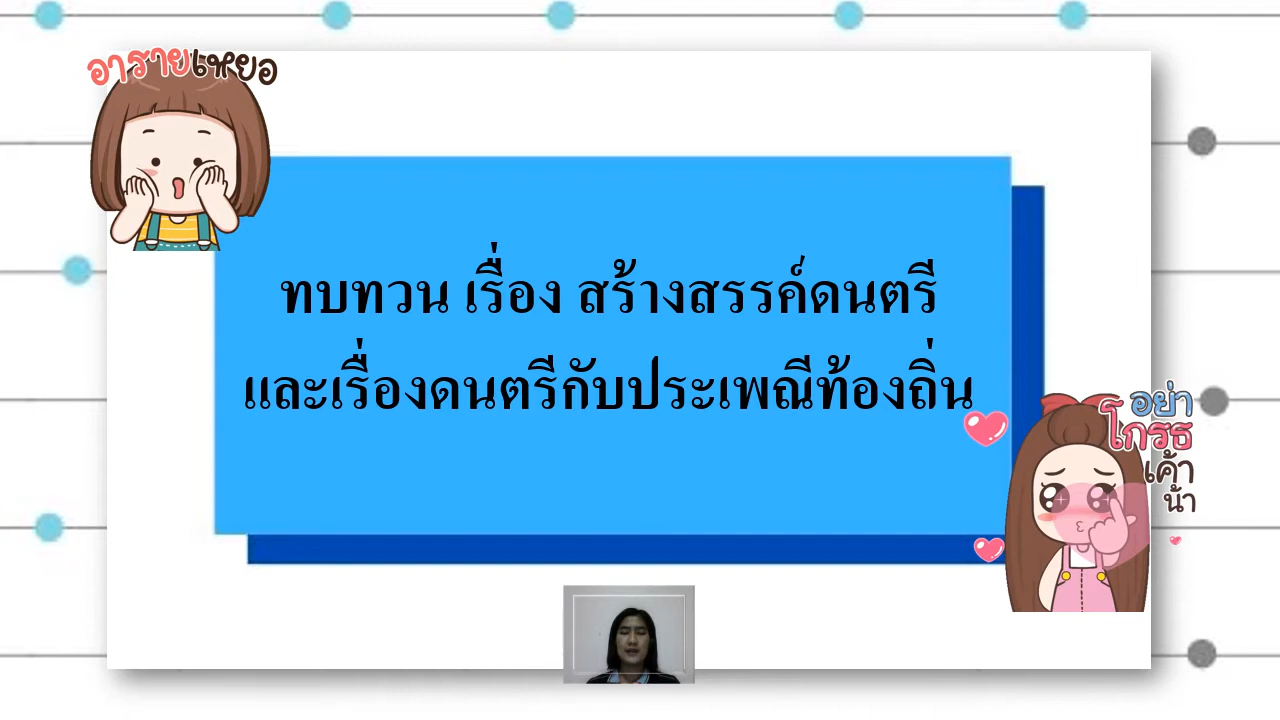 อารายเหยอ
ทบทวน เรื่อง สร้างสรรค์ดนตรี
และเรื่องดนตรีกับประเพณีท้องถิ่น
อย่า
โกรธ
เค้า
น้า